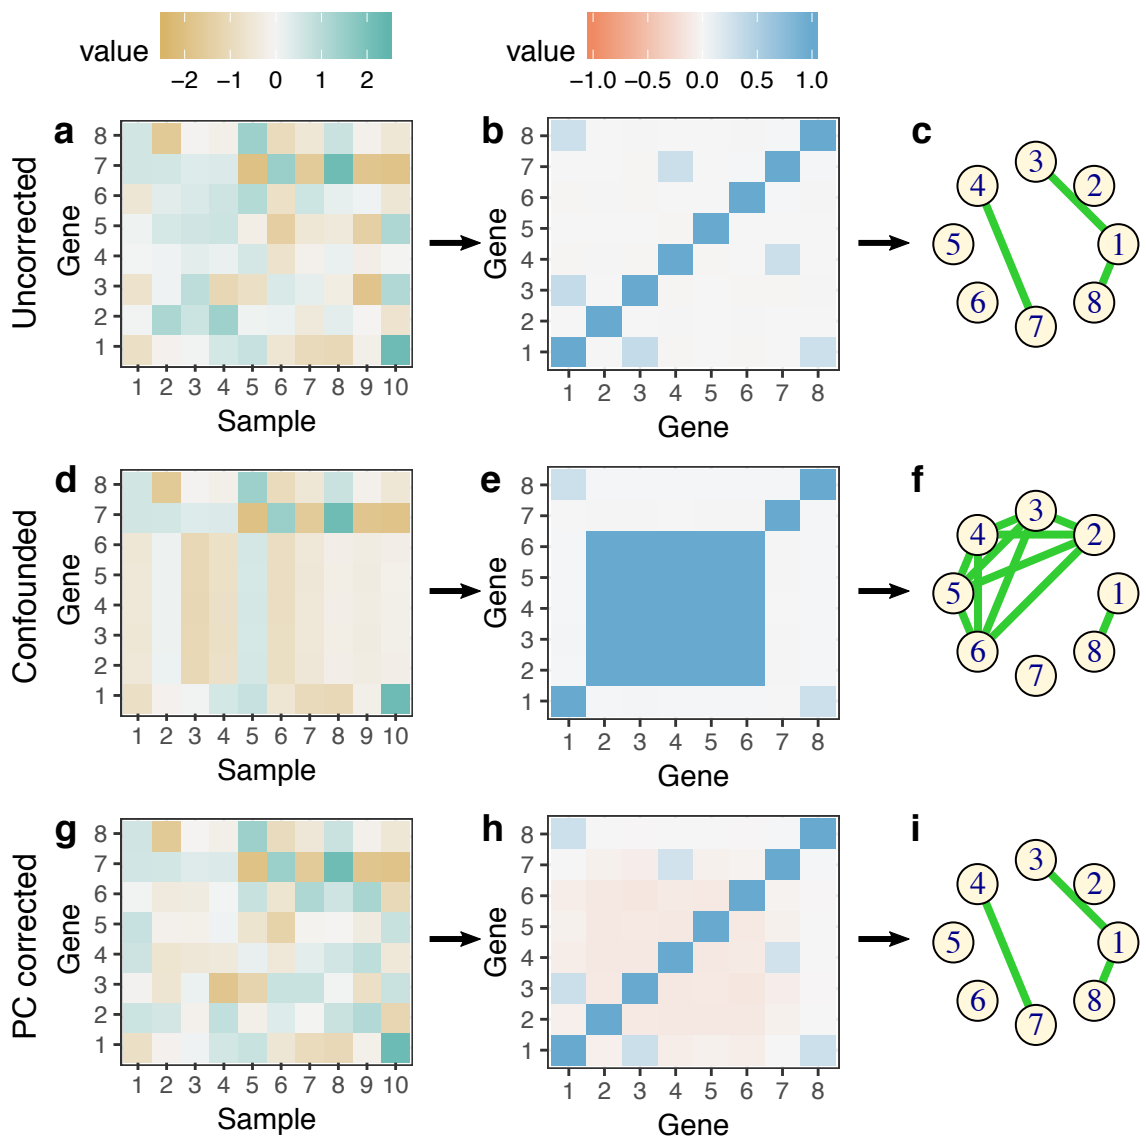 value
−2 −1 0 1 2
value
−1.0 −0.5 0.0 0.5 1.0
Uncorrected
a
Gene
8
7
6
5
4
3
2
1
1 2 3 4 5 6 7 8 9 10
Sample
b
Gene
8
7
6
5
4
3
2
1
1 2 3 4 5 6 7 8
Gene
c
3
4
2
5
1
6
8
7
Confounded
d
Gene
8
7
6
5
4
3
2
1
1 2 3 4 5 6 7 8 9 10
Sample
e
Gene
8
7
6
5
4
3
2
1
1 2 3 4 5 6 7 8
Gene
f
3
4
2
5
1
6
8
7
PC corrected
g
Gene
8
7
6
5
4
3
2
1
1 2 3 4 5 6 7 8 9 10
Sample
h
Gene
8
7
6
5
4
3
2
1
1 2 3 4 5 6 7 8
Gene
i
3
4
2
5
1
6
8
7